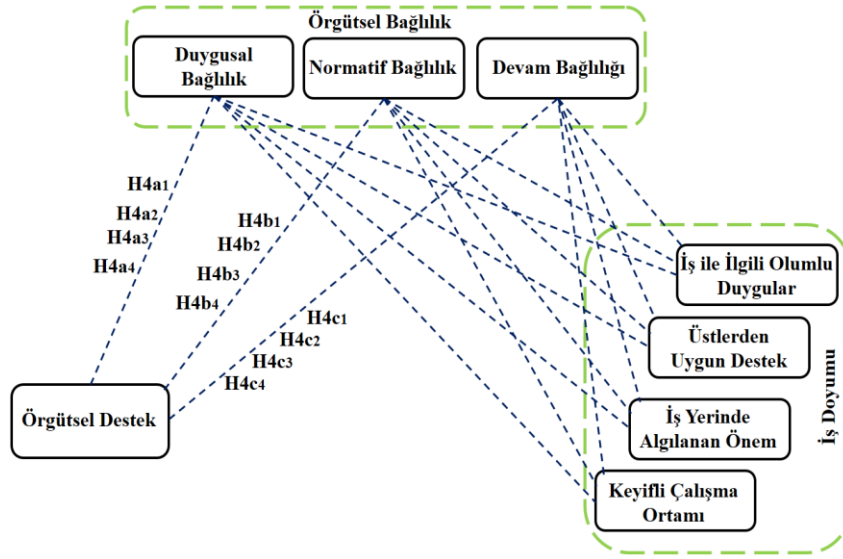 Örgütsel Bağlılık
Duygusal
Bağlılık
Normatif Bağlılık
Devam Bağlılığı
H4a1
H4a2
H4a3
H4a4
H4b1
H4b2
H4b3
H4b4
H4c1
H4c2
H4c3
H4c4
Örgütsel Destek
İş ile İlgili Olumlu
Duygular
Üstlerden
Uygun Destek
İş Yerinde
Algılanan Önem
Keyifli Çalışma
Ortamı
İş Doyumu